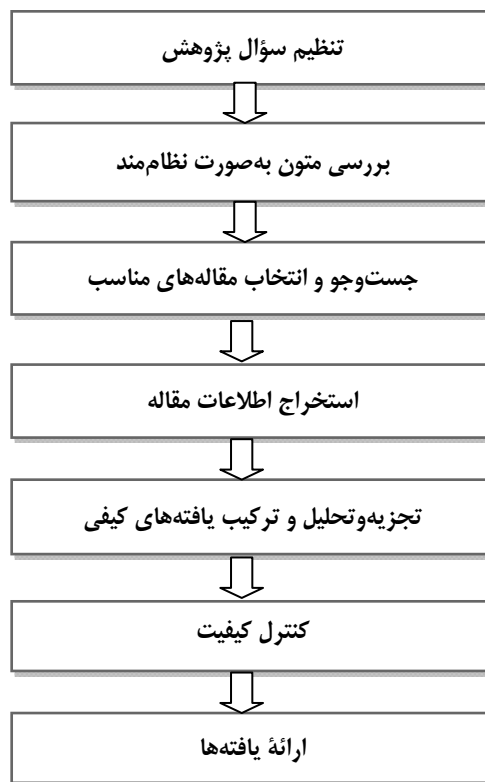 تنظیم سؤال پژوهش
بررسی متون به‌صورت نظام‌مند
جست‌وجو و انتخاب مقاله‌های مناسب
استخراج اطلاعات مقاله
تجزیه‌وتحلیل و ترکیب یافته‌های کیفی
کنترل کیفیت
ارائۀ یافته‌ها